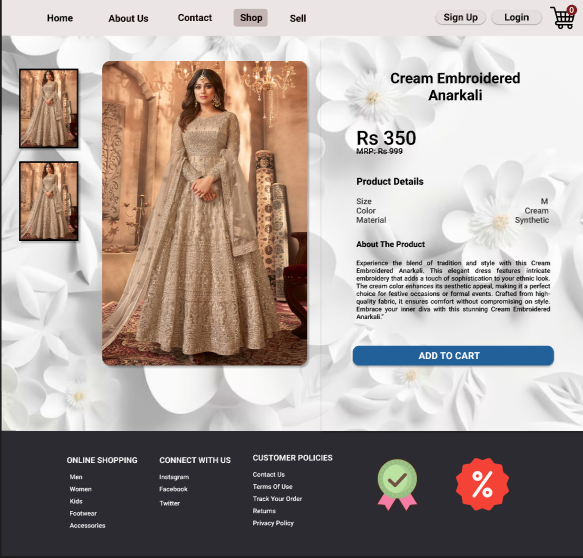 Home
About Us
Contact
Shop
Sell
Sign Up
Login
0
Cream Embroidered
Anarkali
Rs 350
MRP: Rs 999
Product Details
Size M
Color Cream
Material Synthetic
About The Product
Experience the blend of tradition and style with this Cream
Embroidered Anarkali. This elegant dress features intricate
embroidery that adds a touch of sophistication to your ethnic look.
The cream color enhances its aesthetic appeal, making it a perfect
choice for festive occasions or formal events. Crafted from high-
quality fabric, it ensures comfort without compromising on style.
Embrace your inner diva with this stunning Cream Embroidered
Anarkali."
ADD TO CART
ONLINE SHOPPING
Men
Women
Kids
Footwear
Accessories
CONNECT WITH US
Instagram
Facebook
Twitter
CUSTOMER POLICIES
Contact Us
Terms Of Use
Track Your Order
Returns
Privacy Policy
%